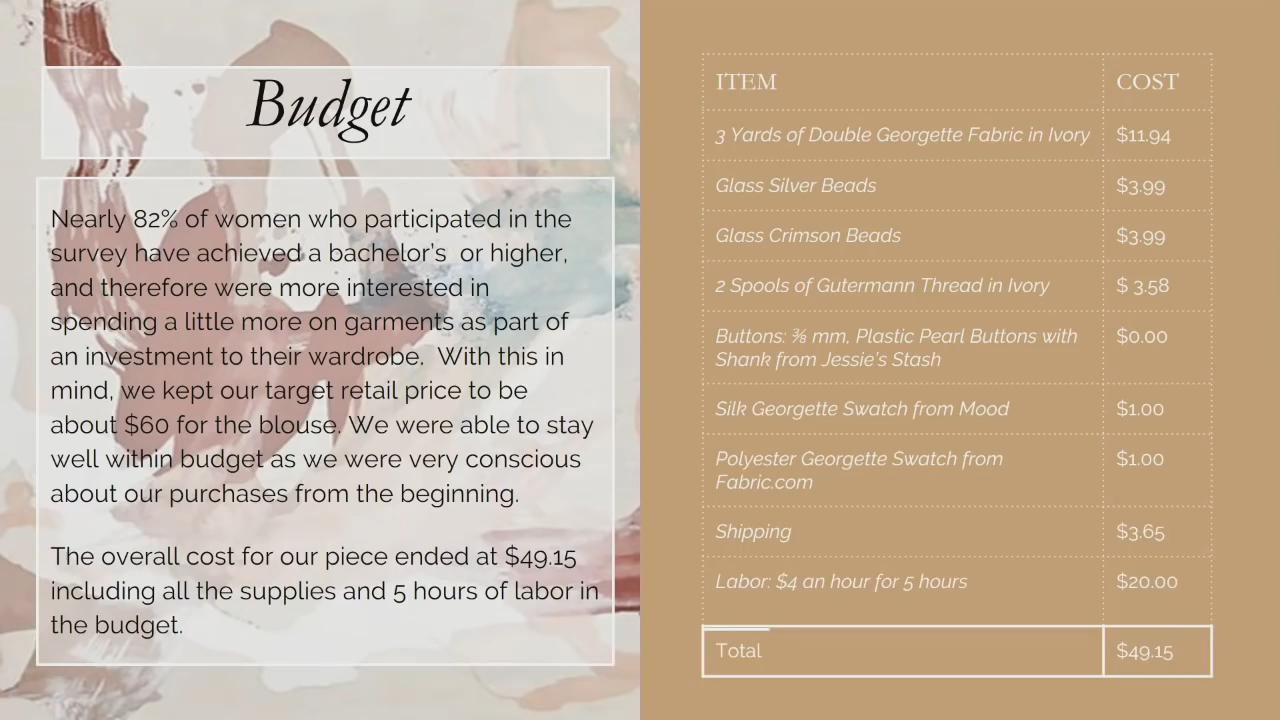 Budget
Nearly 82% of women who participated in the
survey have achieved a bachelor's  or higher,
and therefore were more interested in
spending a little more on garments as part of
an investment to their wardrobe.  With this in
mind, we kept our target retail price to be
about $60 for the blouse. We were able to stay
well within budget as we were very conscious
about our purchases from the beginning.
The overall cost for our piece ended at $49.15
including all the supplies and 5 hours of labor in
the budget.
ITEM COST
3 Yards of Double Georgette Fabric in Ivory $11.94
Glass Silver Beads $3.99
Glass Crimson Beads $3.99
2 Spools of Gutermann Thread in Ivory $ 3.58
Buttons: ⅜ mm, Plastic Pearl Buttons with $0.00
Shank from Jessie's Stash
Silk Georgette Swatch from Mood $1.00
Polyester Georgette Swatch from $1.00
Fabric.com
Shipping $3.65
Labor: $4 an hour for 5 hours $20.00
Total $49.15